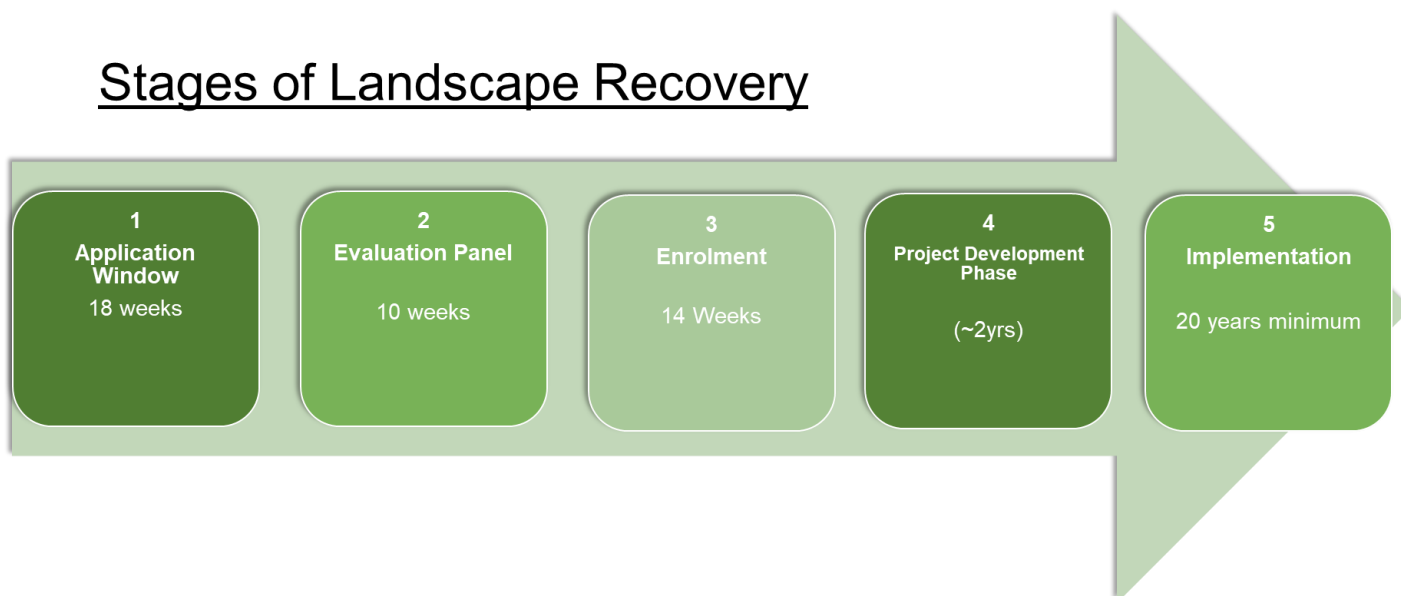 Stages of Landscape Recovery
1
Application
Window
18 weeks
2
Evaluation Panel
10 weeks
3
Enrolment
14 Weeks
4
Project Development
Phase
(~2yrs)
5
Implementation
20 years minimum